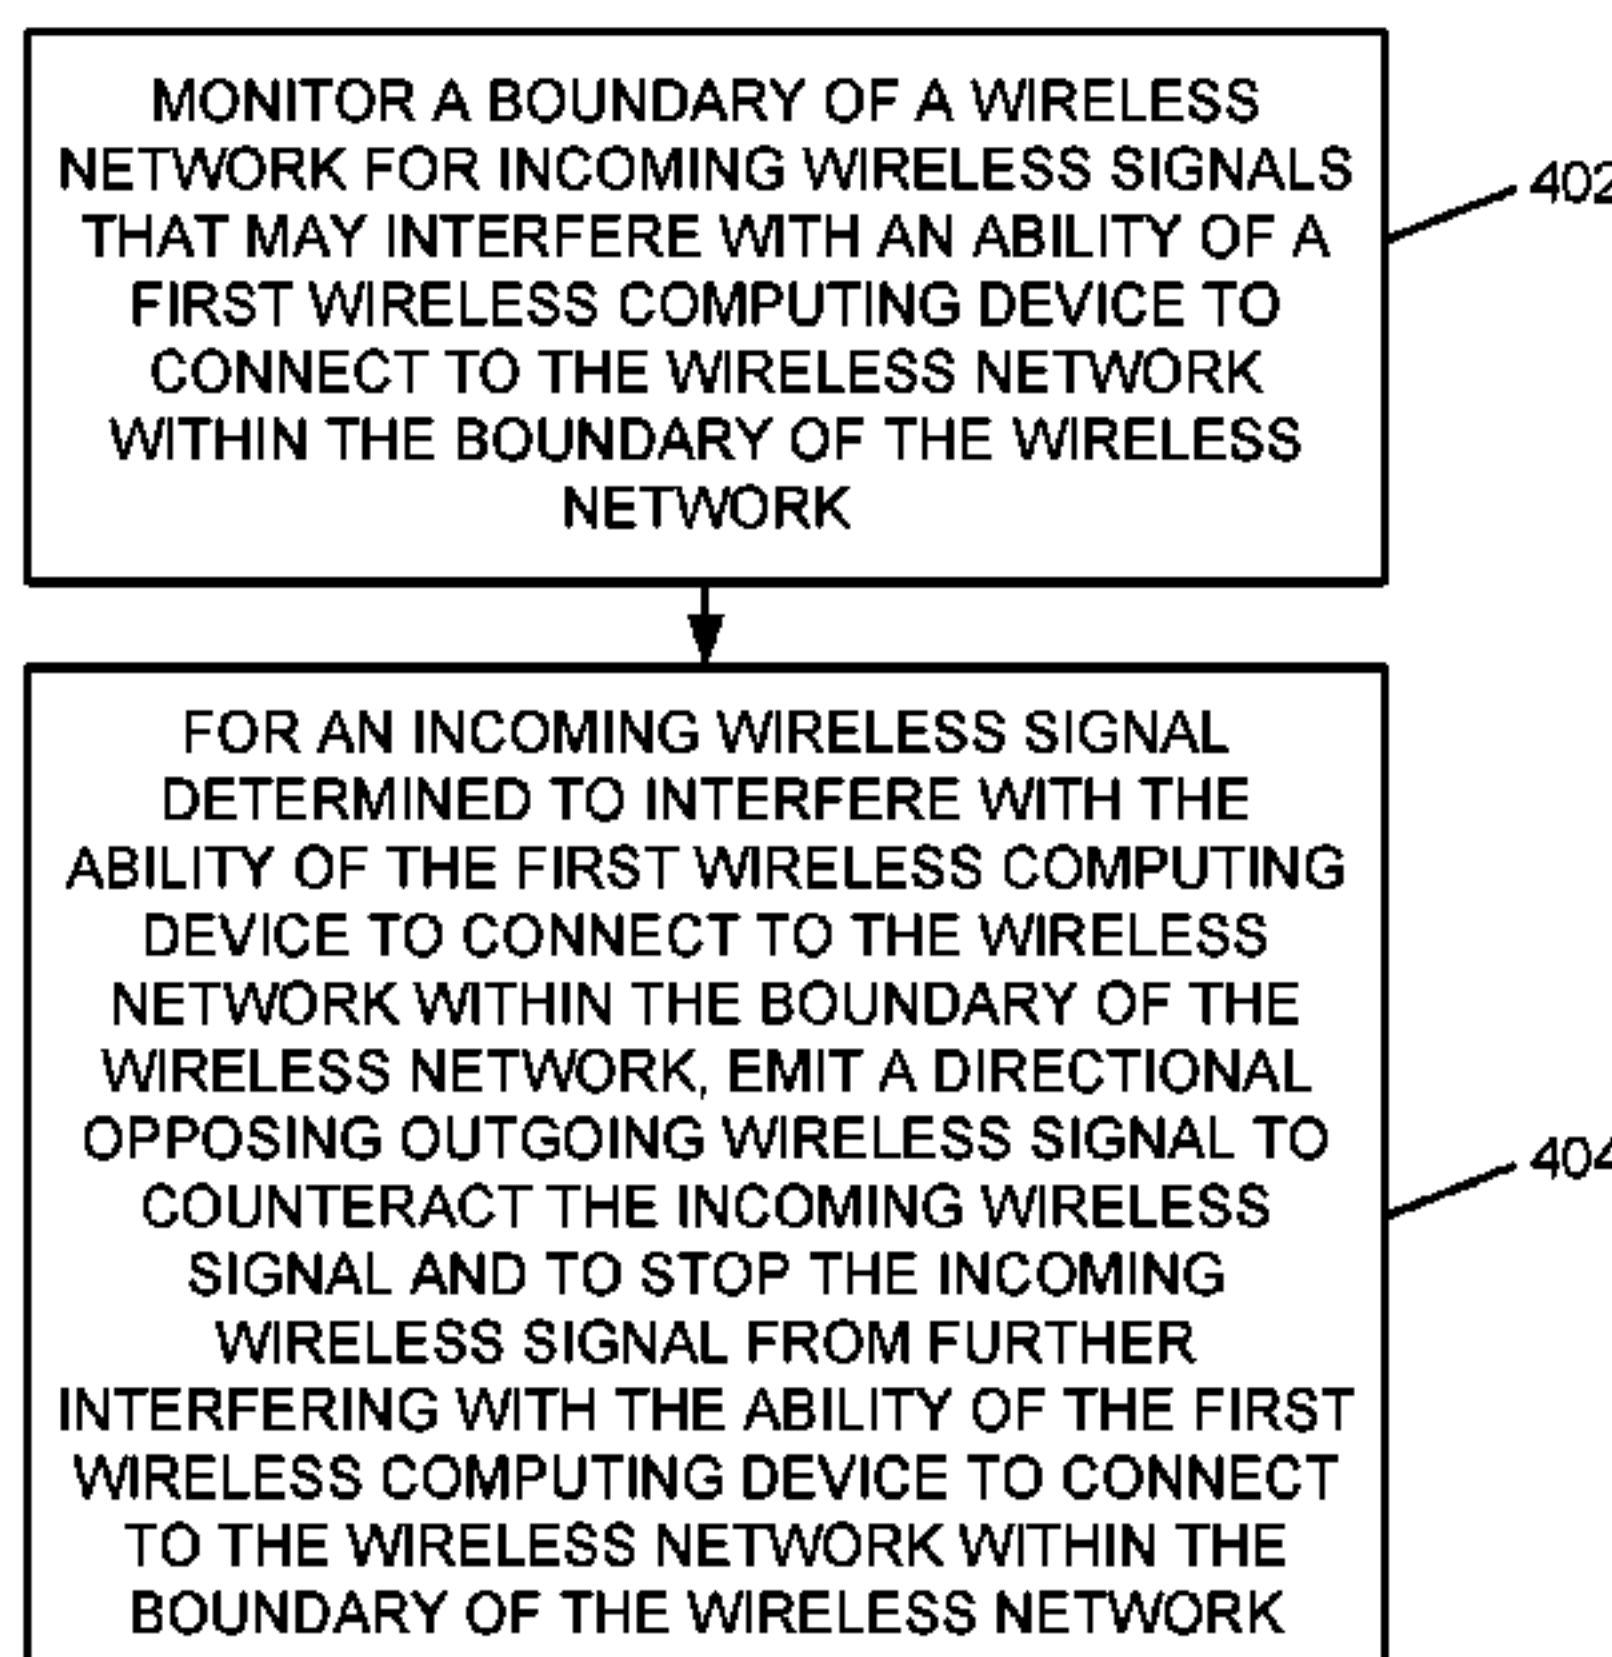 MONITOR A BOUNDARY OF A WIRELESS
NETWORK FOR INCOMING WIRELESS SIGNALS
THAT MAY INTERFERE WITH AN ABILITY OF A
FIRST WIRELESS COMPUTING DEVICE TO
CONNECT TO THE WIRELESS NETWORK
WITHIN THE BOUNDARY OF THE WIRELESS
NETWORK
402
FOR AN INCOMING WIRELESS SIGNAL
DETERMINED TO INTERFERE WITH THE
ABILITY OF THE FIRST WIRELESS COMPUTING
DEVICE TO CONNECT TO THE WIRELESS
NETWORK WITHIN THE BOUNDARY OF THE
WIRELESS NETWORK, EMIT A DIRECTIONAL
OPPOSING OUTGOING WIRELESS SIGNAL TO
COUNTERACT THE INCOMING WIRELESS
SIGNAL AND TO STOP THE INCOMING
WIRELESS SIGNAL FROM FURTHER
INTERFERING WITH THE ABILITY OF THE FIRST
WIRELESS COMPUTING DEVICE TO CONNECT
TO THE WIRELESS NETWORK WITHIN THE
BOUNDARY OF THE WIRELESS NETWORK
404